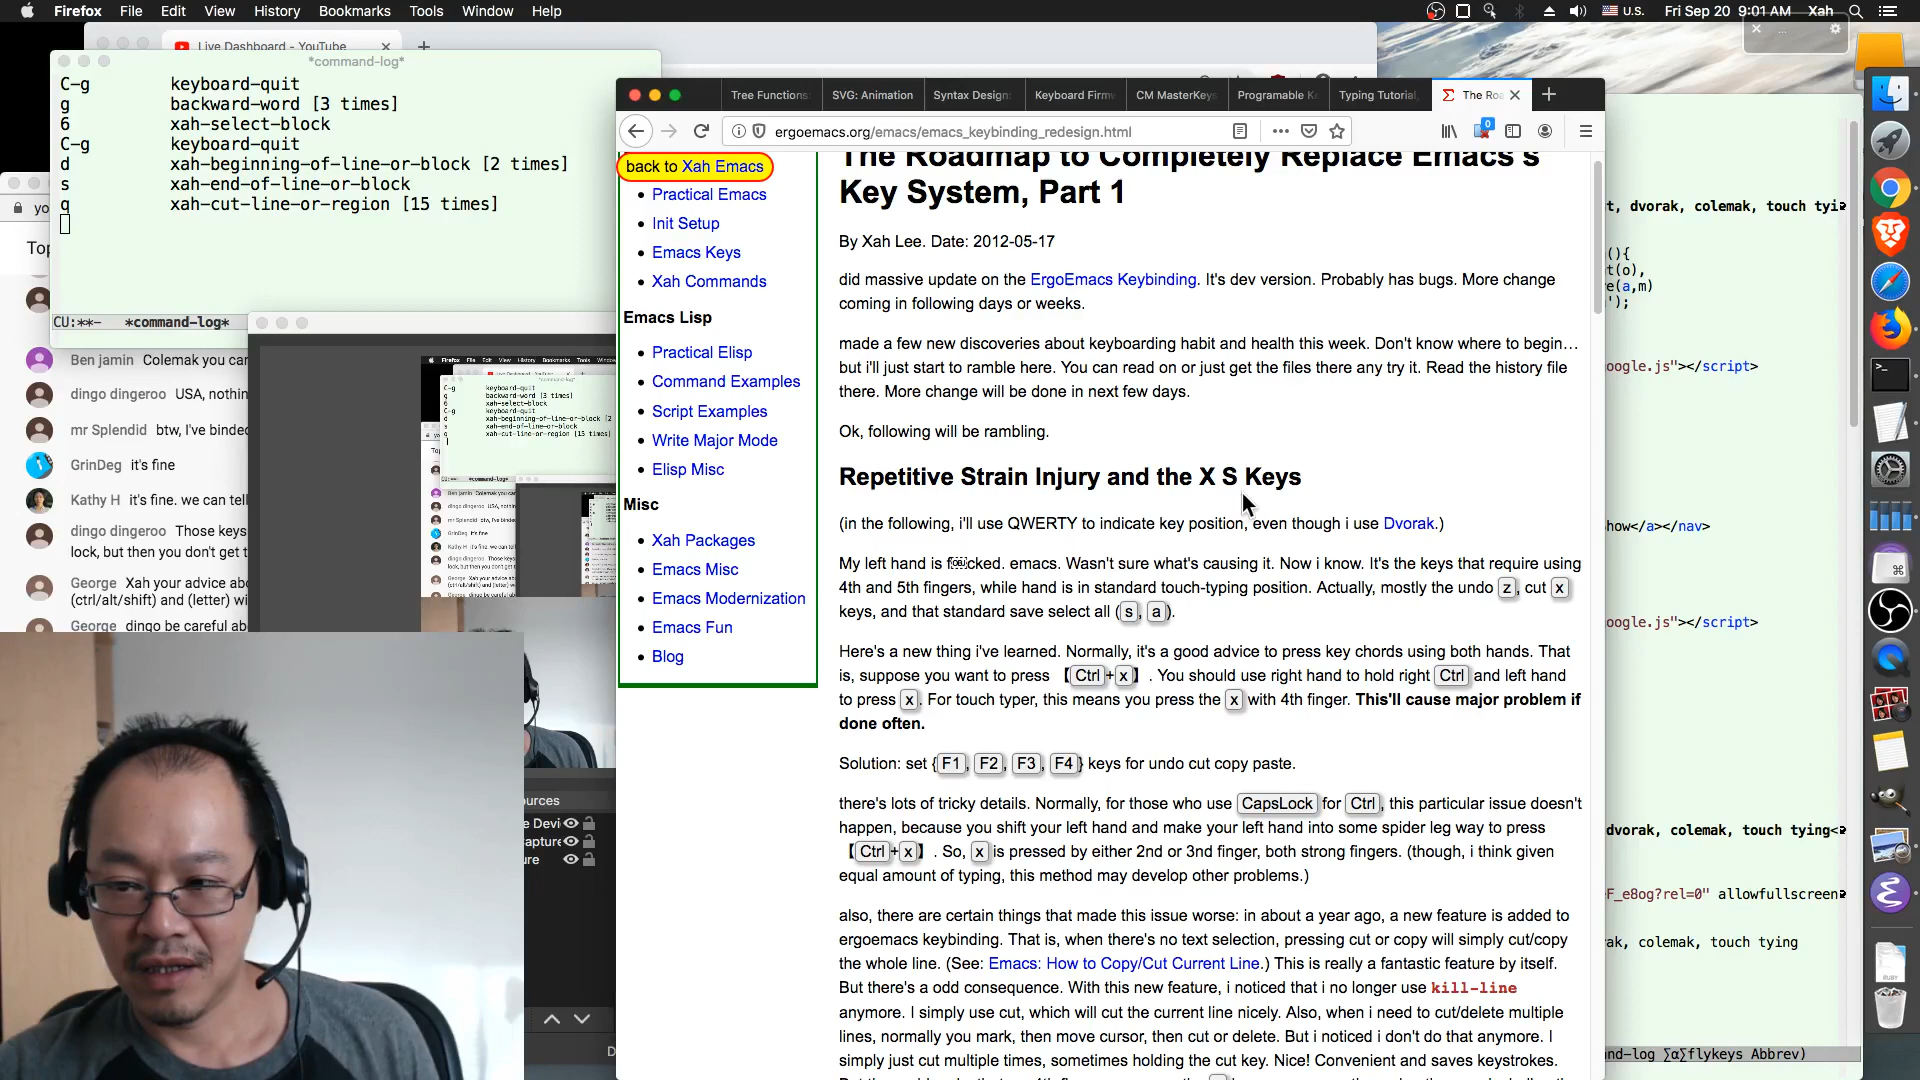 Firefox File Edit View History Bookmarks Tools Window Help
U.S. Fri Sep 20 9:01 AM Xah
Live Dashboard - YouTube
*command-log*
C-g keyboard-quit
g backward-word [3 times]
6 xah-select-block
C-g keyboard-quit
d xah-beginning-of-line-or-block [2 times]
s xah-end-of-line-or-block
q xah-cut-line-or-region [15 times]
CU:**- *command-log*
Ben jamin Colemak you car
dingo dingeroo USA, nothin
mr Splendid btw, I've binded
GrinDeg it's fine
Kathy H it's fine. we can tell
dingo dingeroo Those keys
lock, but then you don't get t
George Xah your advice abo
(ctrl/alt/shift) and (letter) wi
George dingo be careful abo
Tree Functions
SVG: Animation
Syntax Design:
Keyboard Firm
CM MasterKeys
Programable K
Typing Tutorial,
The Roa
ergoemacs.org/emacs/emacs_keybinding_redesign.html
back to Xah Emacs
Practical Emacs
Init Setup
Emacs Keys
Xah Commands
Emacs Lisp
Practical Elisp
Command Examples
Script Examples
Write Major Mode
Elisp Misc
Misc
Xah Packages
Emacs Misc
Emacs Modernization
Emacs Fun
Blog
The Roadmap to Completely Replace Emacs's
Key System, Part 1
By Xah Lee. Date: 2012-05-17
did massive update on the ErgoEmacs Keybinding. It's dev version. Probably has bugs. More change
coming in following days or weeks.
made a few new discoveries about keyboarding habit and health this week. Don't know where to begin…
but i'll just start to ramble here. You can read on or just get the files there any try it. Read the history file
there. More change will be done in next few days.
Ok, following will be rambling.
Repetitive Strain Injury and the X S Keys
(in the following, i'll use QWERTY to indicate key position, even though i use Dvorak.)
My left hand is f cked. emacs. Wasn't sure what's causing it. Now i know. It's the keys that require using
4th and 5th fingers, while hand is in standard touch-typing position. Actually, mostly the undo z, cut x
keys, and that standard save select all (s, a).
Here's a new thing i've learned. Normally, it's a good advice to press key chords using both hands. That
is, suppose you want to press 【Ctrl+x】. You should use right hand to hold right Ctrl and left hand
to press x. For touch typer, this means you press the x with 4th finger. This'll cause major problem if
done often.
Solution: set {F1, F2, F3, F4} keys for undo cut copy paste.
there's lots of tricky details. Normally, for those who use CapsLock for Ctrl, this particular issue doesn't
happen, because you shift your left hand and make your left hand into some spider leg way to press
【Ctrl+x】. So, x is pressed by either 2nd or 3rd finger, both strong fingers. (though, i think given
equal amount of typing, this method may develop other problems.)
also, there are certain things that made this issue worse: in about a year ago, a new feature is added to
ergoemacs keybinding. That is, when there's no text selection, pressing cut or copy will simply cut/copy
the whole line. (See: Emacs: How to Copy/Cut Current Line.) This is really a fantastic feature by itself.
But there's a odd consequence. With this new feature, i noticed that i no longer use kill-line
anymore. I simply use cut, which will cut the current line nicely. Also, when i need to cut/delete multiple
lines, normally you mark, then move cursor, then cut or delete. But i noticed i don't do that anymore. I
simply just cut multiple times, sometimes holding the cut key. Nice! Convenient and saves keystrokes.
t, dvorak, colemak, touch tyi
(){
t(o),
e(a,m)
');
oogle.js"></script>
how</a></nav>
oogle.js"></script>
dvorak, colemak, touch tying<
F_e8og?rel=0" allowfullscreen
ak, colemak, touch tying
nd-log ∑α∑flykeys Abbrev)
ources
e Devi
apture
ure